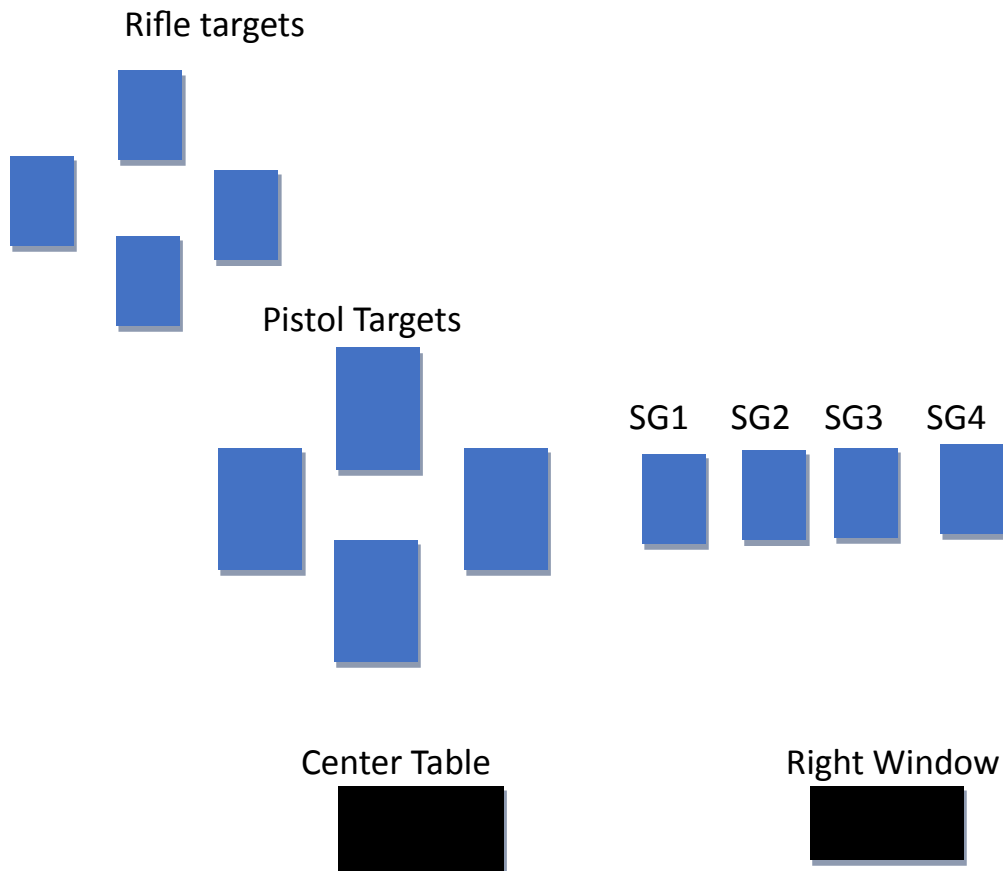 Rifle targets
Pistol Targets
SG1 SG2 SG3 SG4
Center Table
Right Window